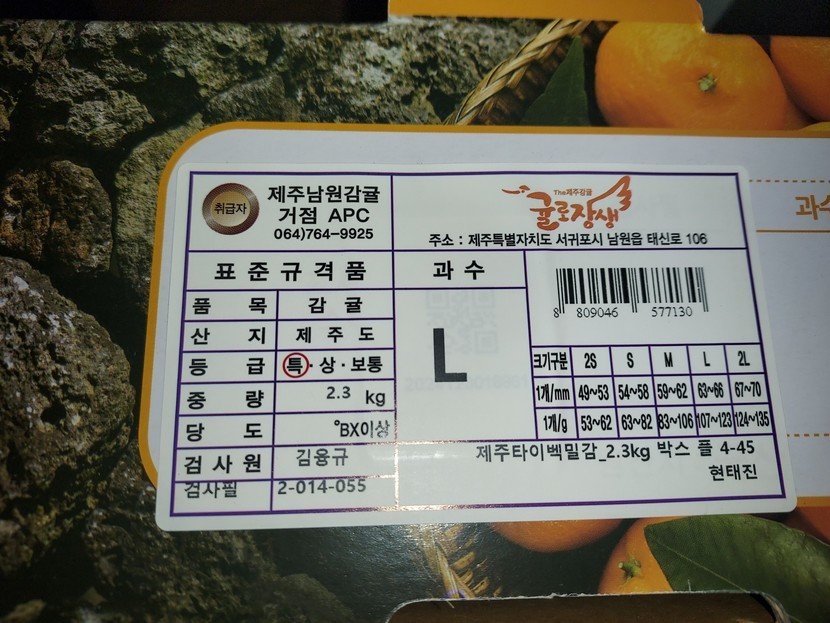 취급자
제주남원감귤
거점 APC
064)764-9925
The제주감귤
귤로장생
주소 : 제주특별자치도 서귀포시 남원읍 태신로 106
표준규격품
과수
품목 감귤
산지 제주도
등급 특·상·보통
중량 2.3 kg
당도 °BX이상
검사원 김용규
검사필 2-014-055
L
8 809046 577130
크기구분 2S S M L 2L
1개/mm 49~53 54~58 59~62 63~66 67~70
1개/g 53~62 63~82 83~106 107~123 124~135
제주타이벡밀감_2.3kg 박스 플 4-45
현태진
과수